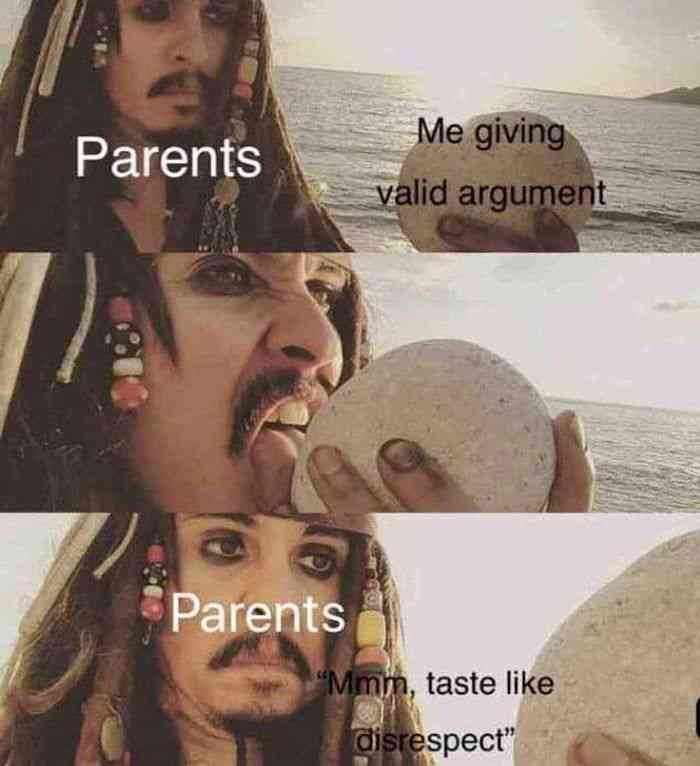 Parents
Me giving
valid argument
Parents
“Mmm, taste like
disrespect”